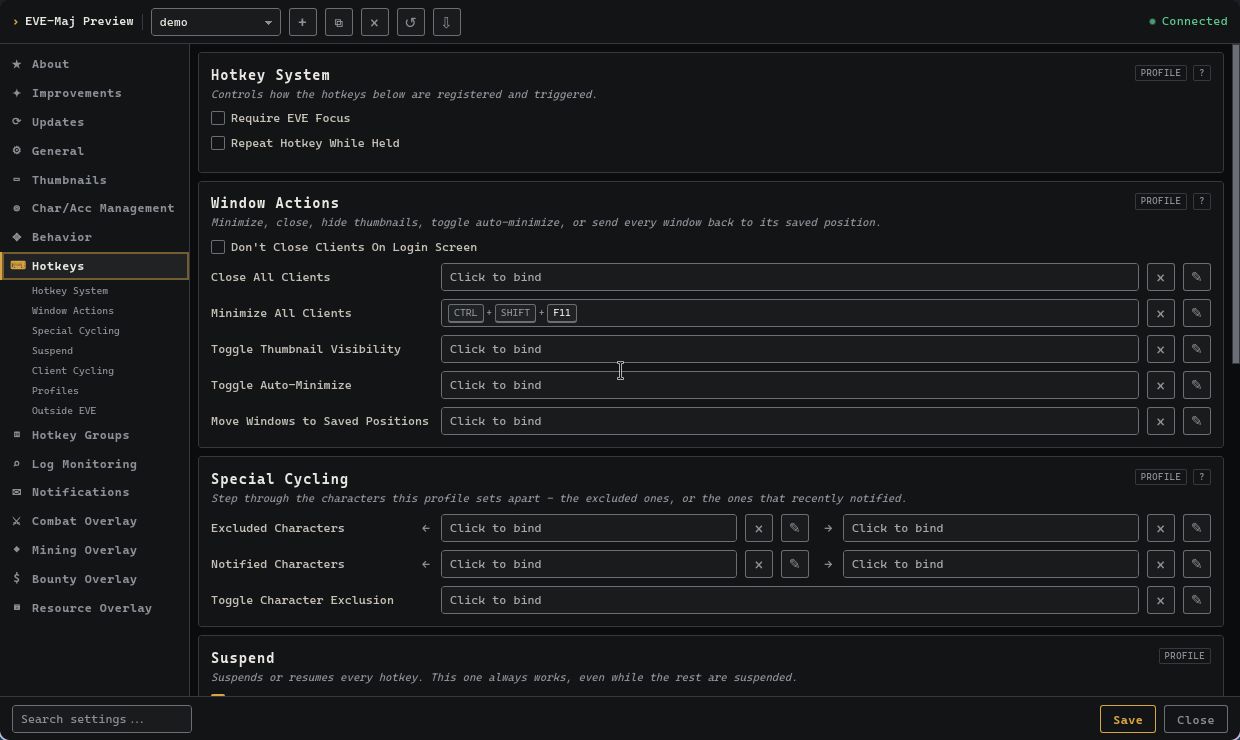 › EVE-Maj Preview
demo
Connected
About
Improvements
Updates
General
Thumbnails
Char/Acc Management
Behavior
Hotkeys
Hotkey System
Window Actions
Special Cycling
Suspend
Client Cycling
Profiles
Outside EVE
Hotkey Groups
Log Monitoring
Notifications
Combat Overlay
Mining Overlay
$ Bounty Overlay
Resource Overlay
Hotkey System PROFILE ?
Controls how the hotkeys below are registered and triggered.
Require EVE Focus
Repeat Hotkey While Held
Window Actions PROFILE ?
Minimize, close, hide thumbnails, toggle auto-minimize, or send every window back to its saved position.
Don't Close Clients On Login Screen
Close All Clients Click to bind ×
Minimize All Clients CTRL + SHIFT + F11 ×
Toggle Thumbnail Visibility Click to bind ×
Toggle Auto-Minimize Click to bind ×
Move Windows to Saved Positions Click to bind ×
Special Cycling PROFILE ?
Step through the characters this profile sets apart - the excluded ones, or the ones that recently notified.
Excluded Characters ← Click to bind × → Click to bind ×
Notified Characters ← Click to bind × → Click to bind ×
Toggle Character Exclusion Click to bind ×
Suspend PROFILE
Suspends or resumes every hotkey. This one always works, even while the rest are suspended.
Search settings...
Save Close